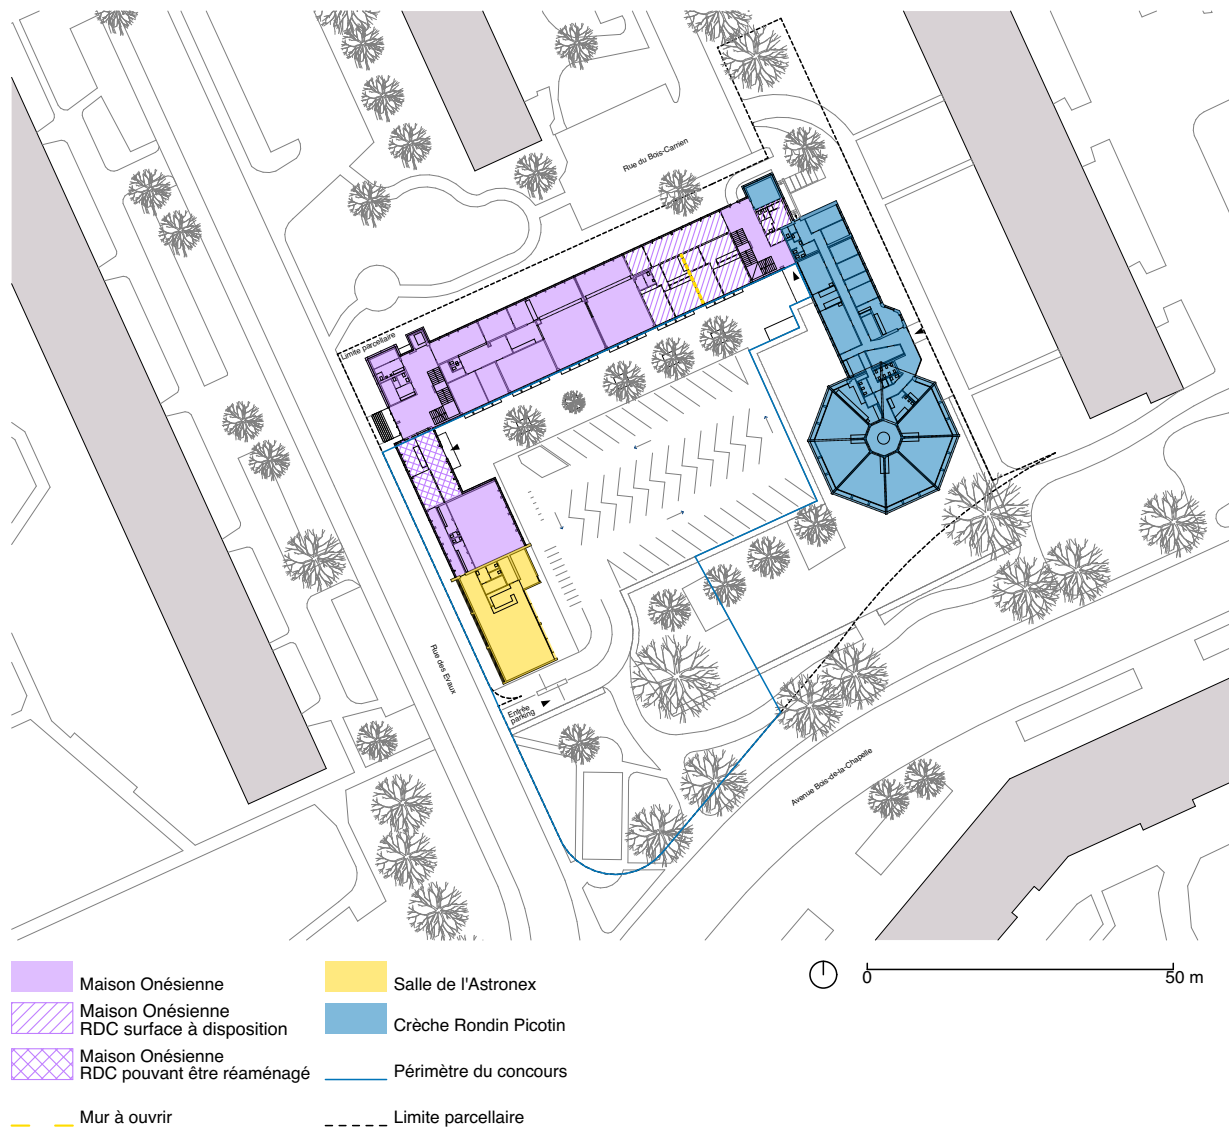 Rue du Bois-Carrien
Limite parcellaire
Rue des Evaux
Entrée
parking
Avenue Bois-de-la-Chapelle
Maison Onésienne
Maison Onésienne
RDC surface à disposition
Maison Onésienne
RDC pouvant être réaménagé
Mur à ouvrir
Salle de l'Astronex
Crèche Rondin Picotin
Périmètre du concours
Limite parcellaire
0
50 m